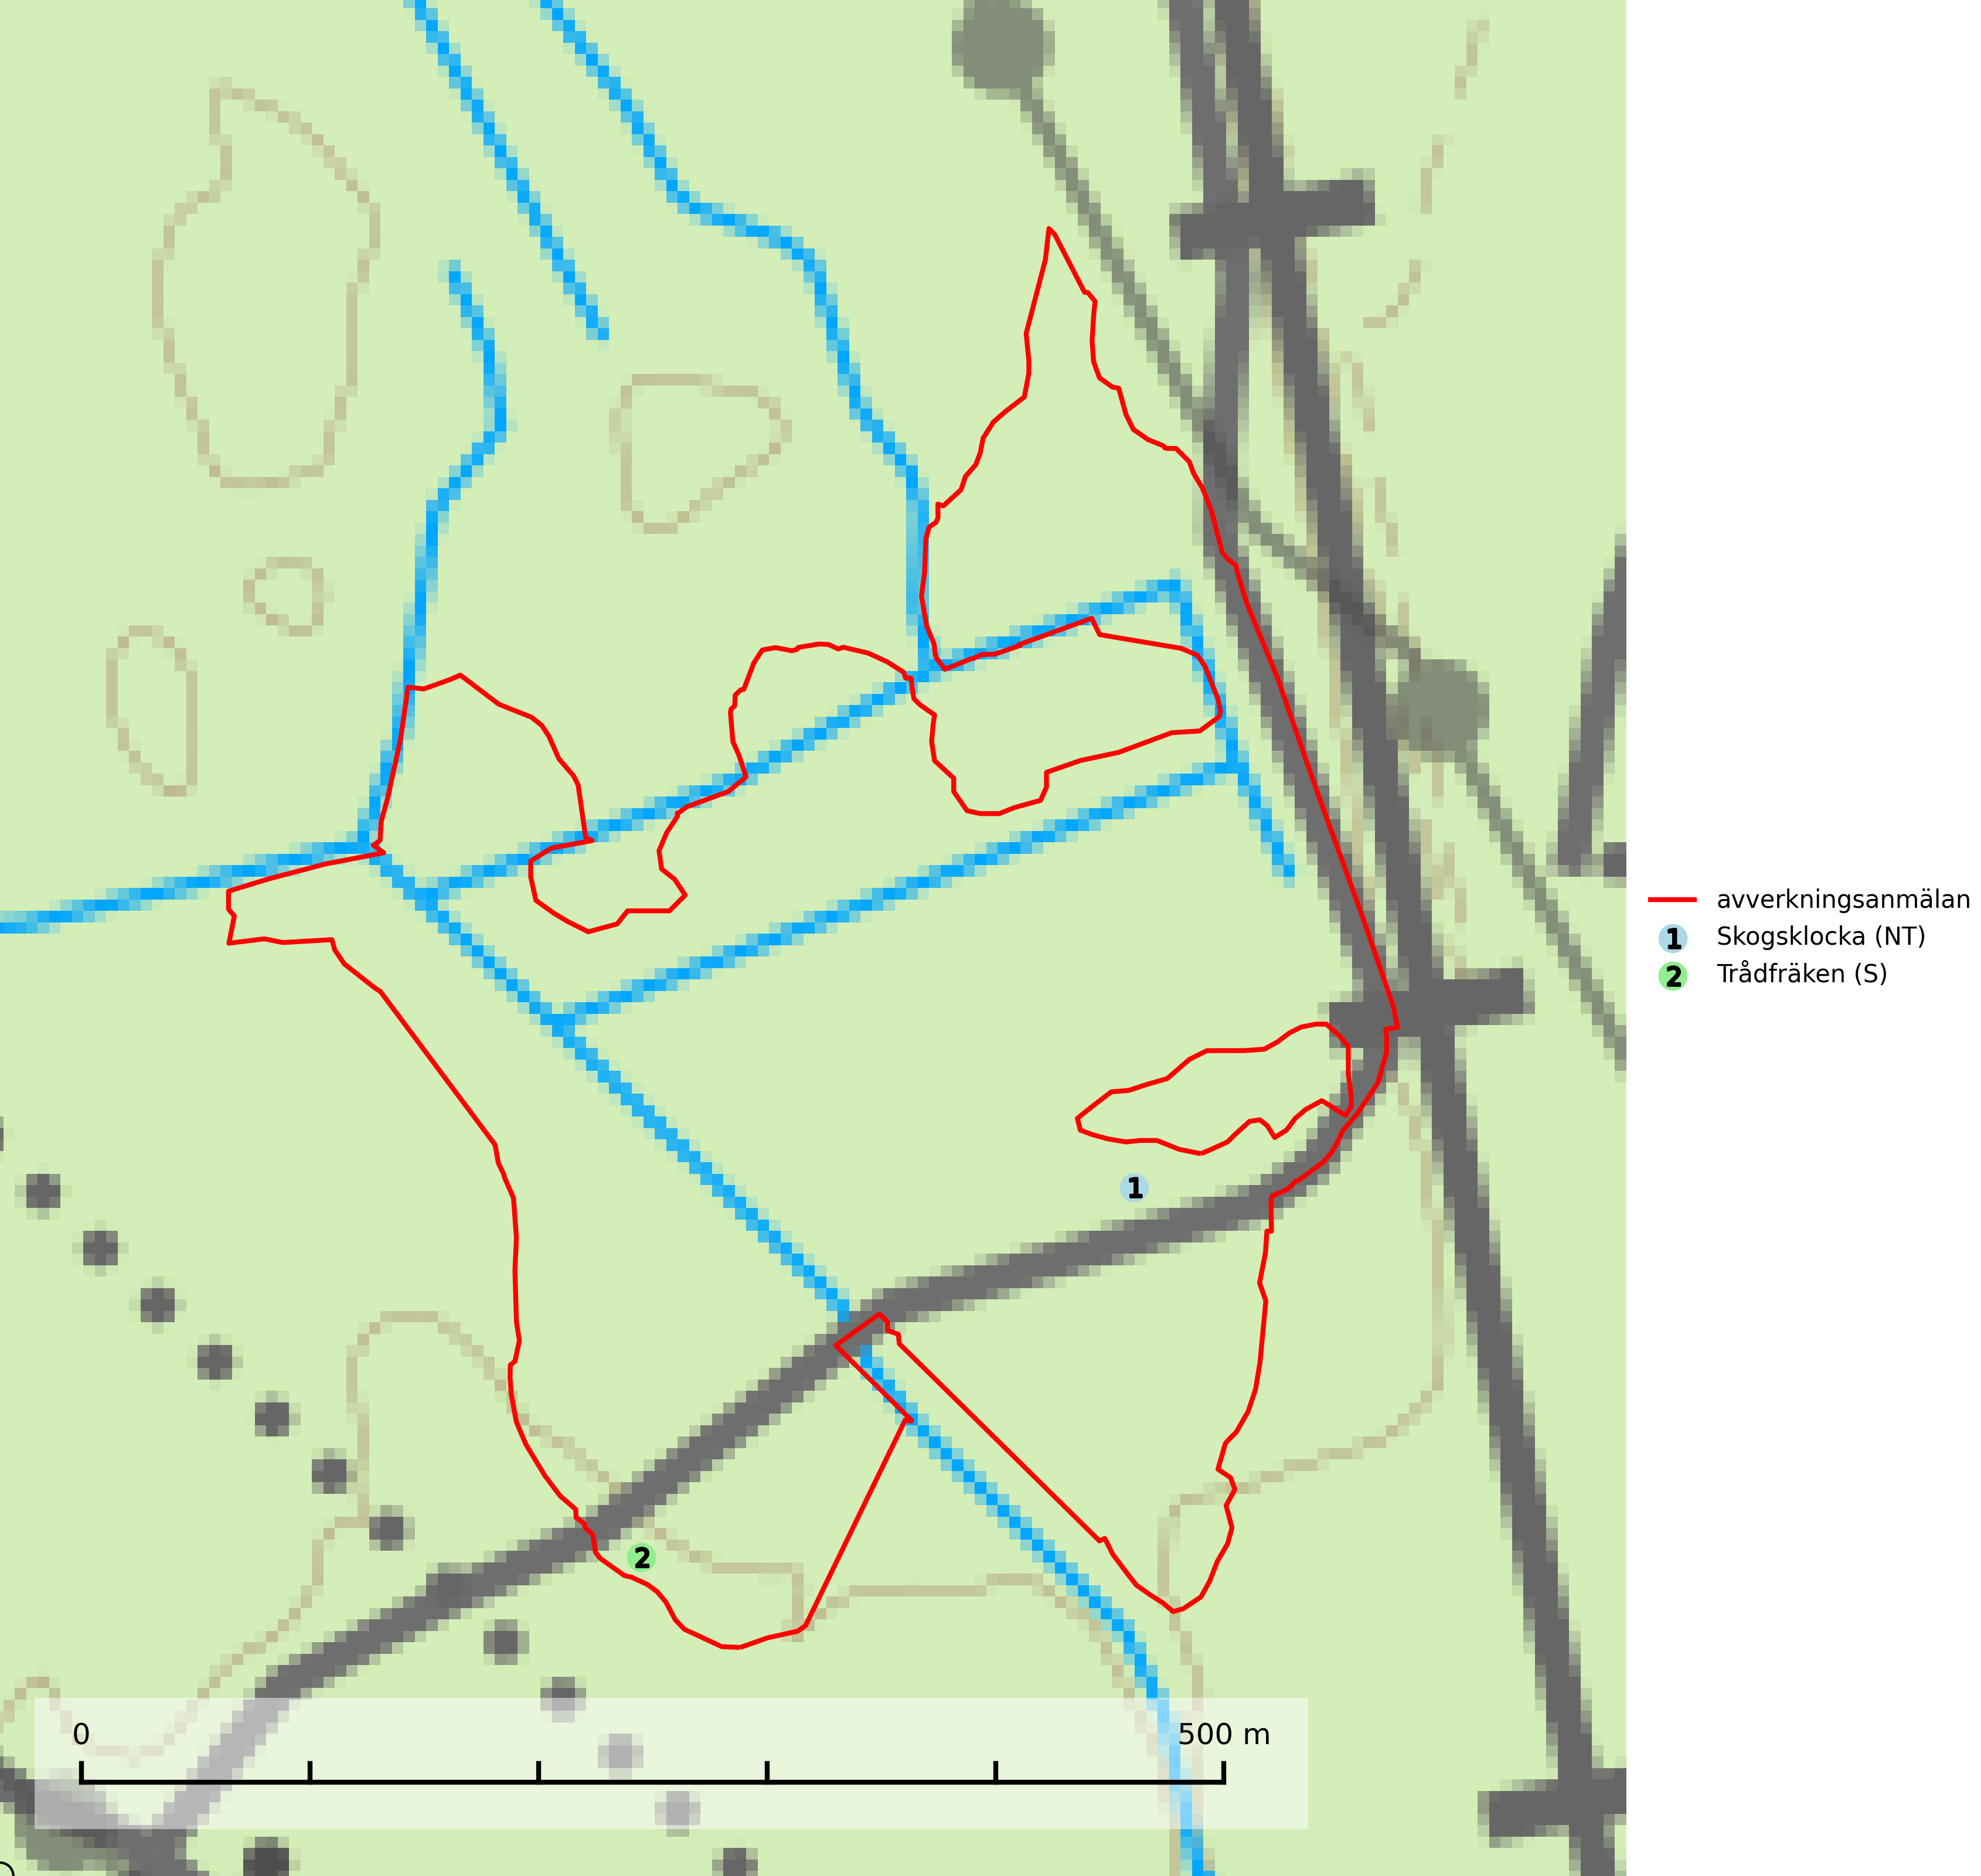 avverkningsanmälan
1 Skogsklocka (NT)
2 Trådfräken (S)
1
2
0 500 m